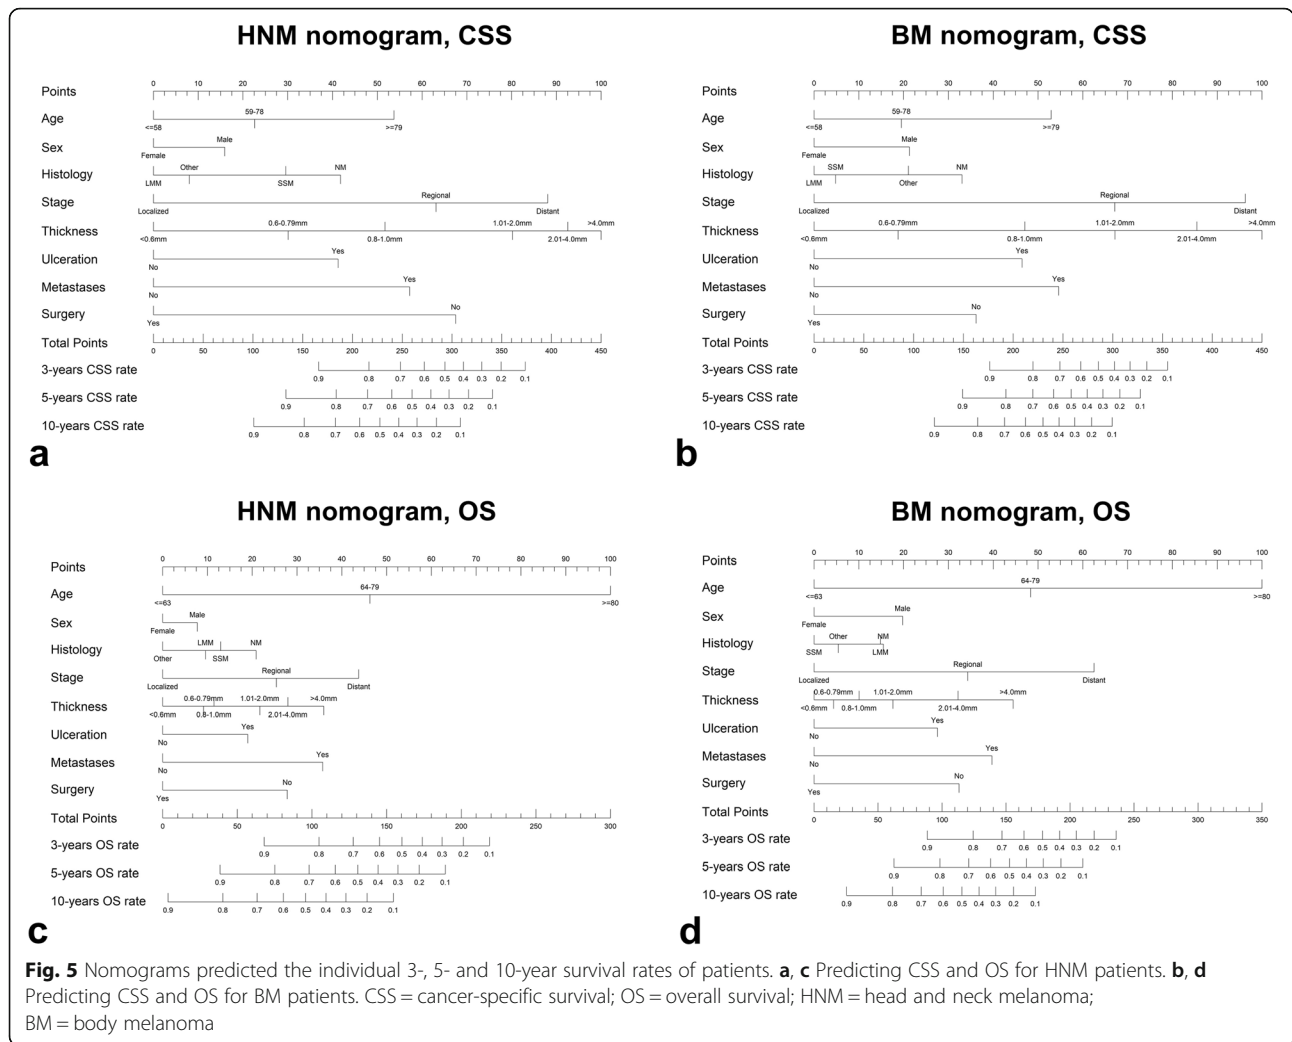 HNM nomogram, CSS
Points
0 10 20 30 40 50 60 70 80 90 100
Age
59-78
<=58 >=79
Sex
Male
Female
Histology
Other NM
LMM SSM
Stage
Regional
Localized Distant
Thickness
0.6-0.79mm 1.01-2.0mm >4.0mm
<0.6mm 0.8-1.0mm 2.01-4.0mm
Ulceration
Yes
No
Metastases
Yes
No
Surgery
No
Yes
Total Points
0 50 100 150 200 250 300 350 400 450
3-years CSS rate
0.9 0.8 0.7 0.6 0.5 0.4 0.3 0.2 0.1
5-years CSS rate
0.9 0.8 0.7 0.6 0.5 0.4 0.3 0.2 0.1
10-years CSS rate
0.9 0.8 0.7 0.6 0.5 0.4 0.3 0.2 0.1
a
BM nomogram, CSS
Points
0 10 20 30 40 50 60 70 80 90 100
Age
59-78
<=58 >=79
Sex
Male
Female
Histology
SSM NM
LMM Other
Stage
Regional
Localized Distant
Thickness
0.6-0.79mm 1.01-2.0mm >4.0mm
<0.6mm 0.8-1.0mm 2.01-4.0mm
Ulceration
Yes
No
Metastases
Yes
No
Surgery
No
Yes
Total Points
0 50 100 150 200 250 300 350 400 450
3-years CSS rate
0.9 0.8 0.7 0.6 0.5 0.4 0.3 0.2 0.1
5-years CSS rate
0.9 0.8 0.7 0.6 0.5 0.4 0.3 0.2 0.1
10-years CSS rate
0.9 0.8 0.7 0.6 0.5 0.4 0.3 0.2 0.1
b
HNM nomogram, OS
Points
0 10 20 30 40 50 60 70 80 90 100
Age
64-79
<=63 >=80
Sex
Male
Female
Histology
LMM NM
Other SSM
Stage
Regional
Localized Distant
Thickness
0.6-0.79mm 1.01-2.0mm >4.0mm
<0.6mm 0.8-1.0mm 2.01-4.0mm
Ulceration
Yes
No
Metastases
Yes
No
Surgery
No
Yes
Total Points
0 50 100 150 200 250 300
3-years OS rate
0.9 0.8 0.7 0.6 0.5 0.4 0.3 0.2 0.1
5-years OS rate
0.9 0.8 0.7 0.6 0.5 0.4 0.3 0.2 0.1
10-years OS rate
0.9 0.8 0.7 0.6 0.5 0.4 0.3 0.2 0.1
c
BM nomogram, OS
Points
0 10 20 30 40 50 60 70 80 90 100
Age
64-79
<=63 >=80
Sex
Male
Female
Histology
Other NM
SSM LMM
Stage
Regional
Localized Distant
Thickness
0.6-0.79mm 1.01-2.0mm >4.0mm
<0.6mm 0.8-1.0mm 2.01-4.0mm
Ulceration
Yes
No
Metastases
Yes
No
Surgery
No
Yes
Total Points
0 50 100 150 200 250 300 350
3-years OS rate
0.9 0.8 0.7 0.6 0.5 0.4 0.3 0.2 0.1
5-years OS rate
0.9 0.8 0.7 0.6 0.5 0.4 0.3 0.2 0.1
10-years OS rate
0.9 0.8 0.7 0.6 0.5 0.4 0.3 0.2 0.1
d
Fig. 5 Nomograms predicted the individual 3-, 5- and 10-year survival rates of patients. a, c Predicting CSS and OS for HNM patients. b, d
Predicting CSS and OS for BM patients. CSS = cancer-specific survival; OS = overall survival; HNM = head and neck melanoma;
BM = body melanoma